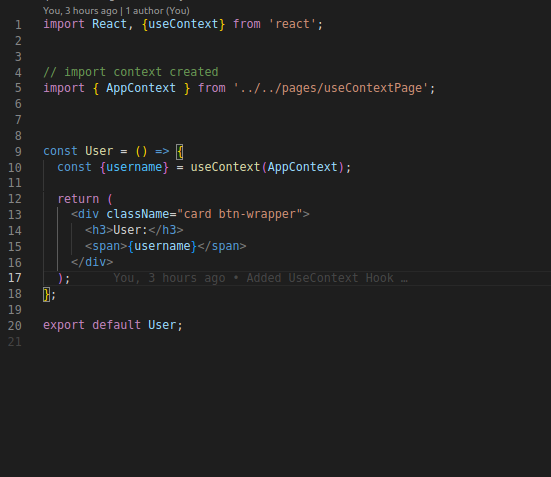 You, 3 hours ago | 1 author (You)
1 import React, {useContext} from 'react';
2
3
4 // import context created
5 import { AppContext } from '../../pages/useContextPage';
6
7
8
9 const User = () => {
10 const {username} = useContext(AppContext);
11
12 return (
13 <div className="card btn-wrapper">
14 <h3>User:</h3>
15 <span>{username}</span>
16 </div>
17 ); You, 3 hours ago • Added UseContext Hook …
18 };
19
20 export default User;
21